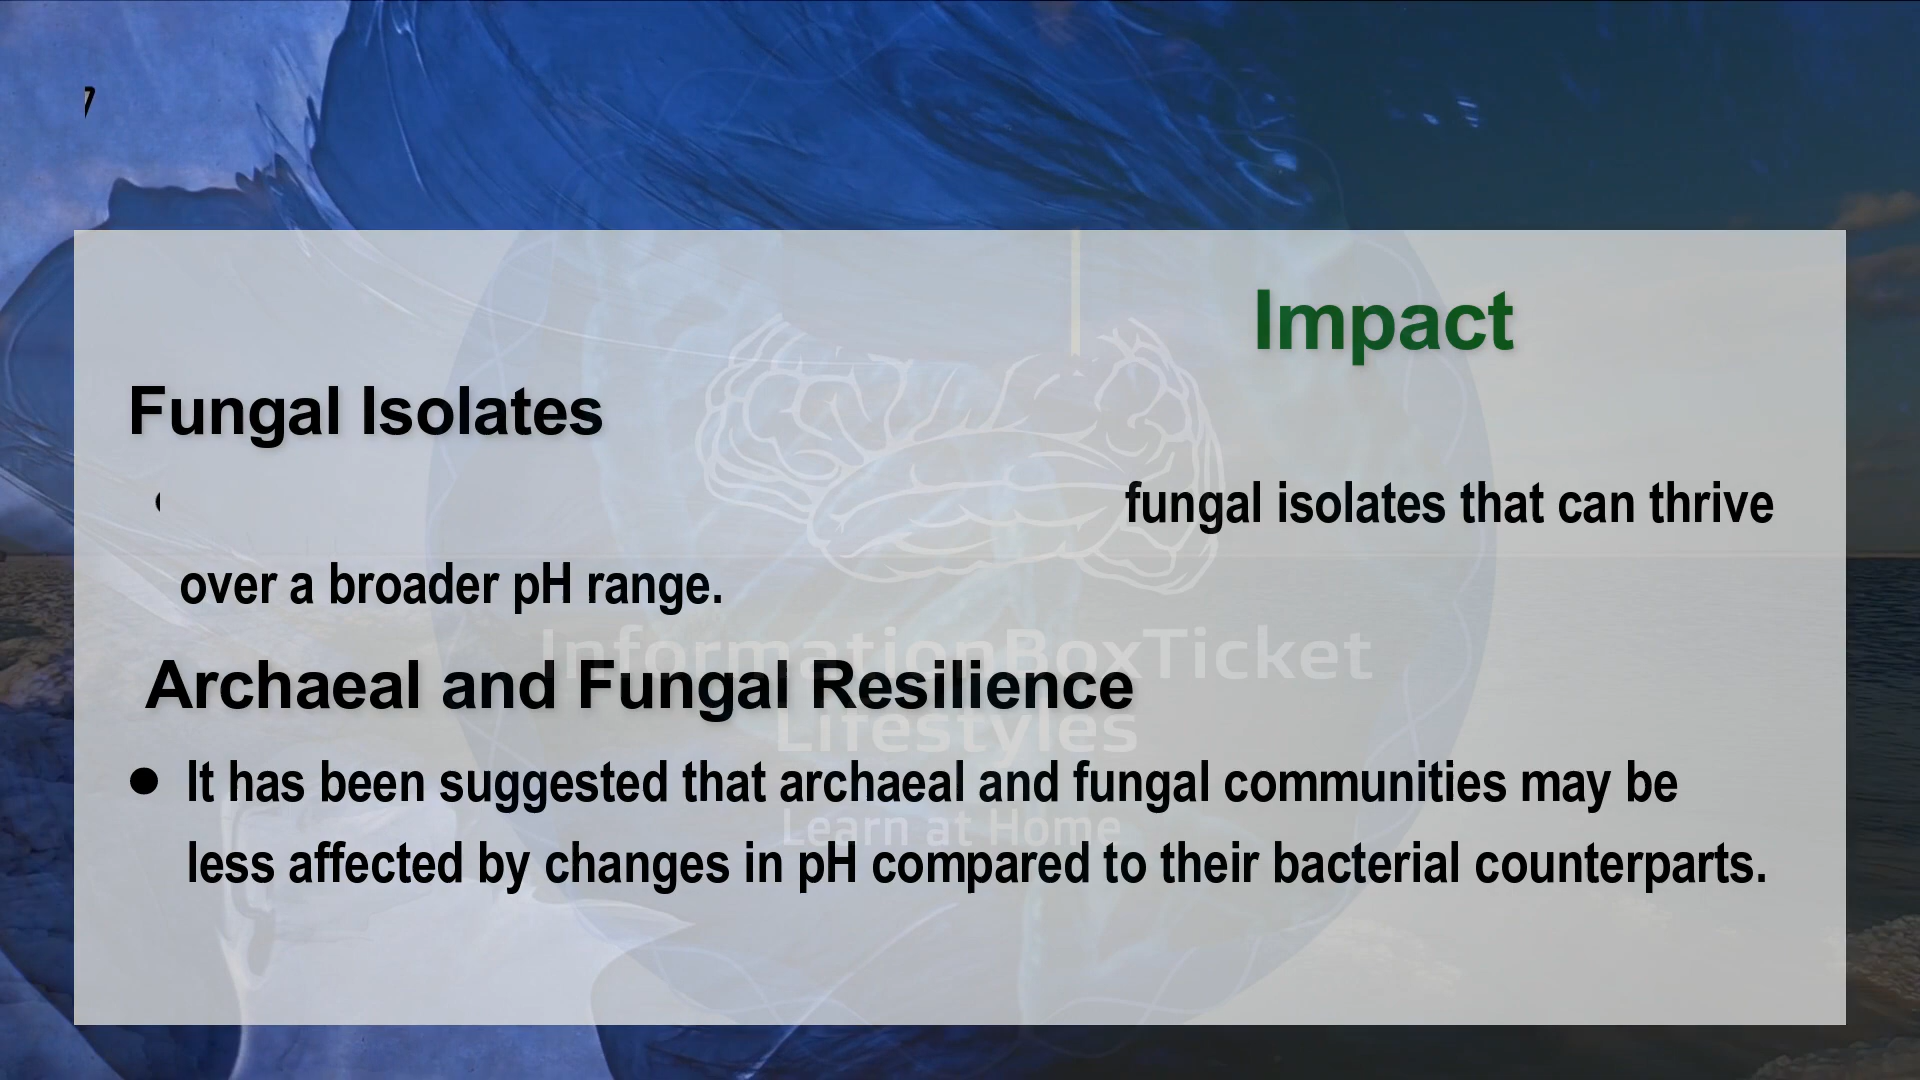 Impact
Fungal Isolates
fungal isolates that can thrive
over a broader pH range.
InformationBoxTicket
Archaeal and Fungal Resilience
Lifestyles
● It has been suggested that archaeal and fungal communities may be
Learn at Home
less affected by changes in pH compared to their bacterial counterparts.